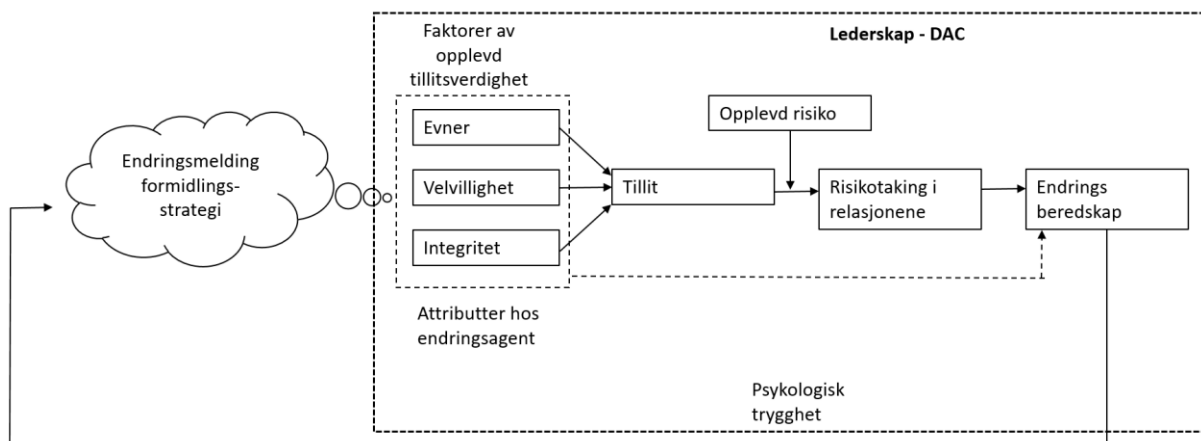 Lederskap - DAC
Faktorer av
opplevd
tillitsverdighet
Endringsmelding
formidlings-
strategi
Evner
Velvillighet
Integritet
Attributter hos
endringsagent
Tillit
Opplevd risiko
Risikotaking i
relasjonene
Endrings
beredskap
Psykologisk
trygghet